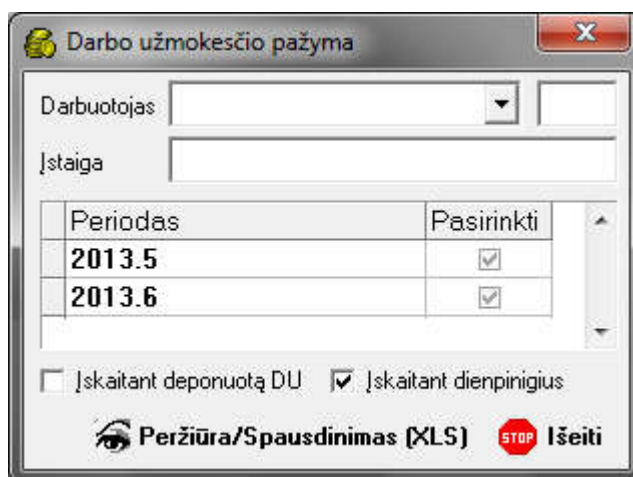 Darbo užmokesčio pažyma
Darbuotojas
Įstaiga
Periodas Pasirinkti
2013.5
2013.6
Įskaitant deponuotą DU Įskaitant dienpinigius
Peržiūra/Spausdinimas (XLS) STOP Išeiti